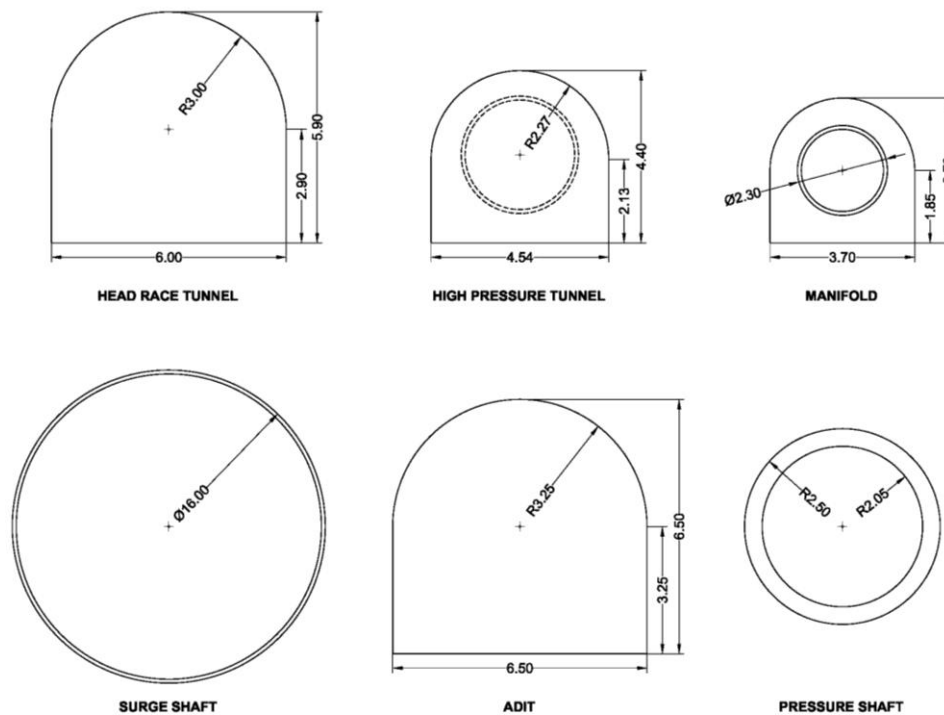 R3.00
5.90
2.90
6.00
HEAD RACE TUNNEL
R2.27
4.40
2.13
4.54
HIGH PRESSURE TUNNEL
Ø2.30
1.85
3.70
MANIFOLD
Ø16.00
SURGE SHAFT
R3.25
6.50
3.25
6.50
ADIT
R2.50
R2.05
PRESSURE SHAFT